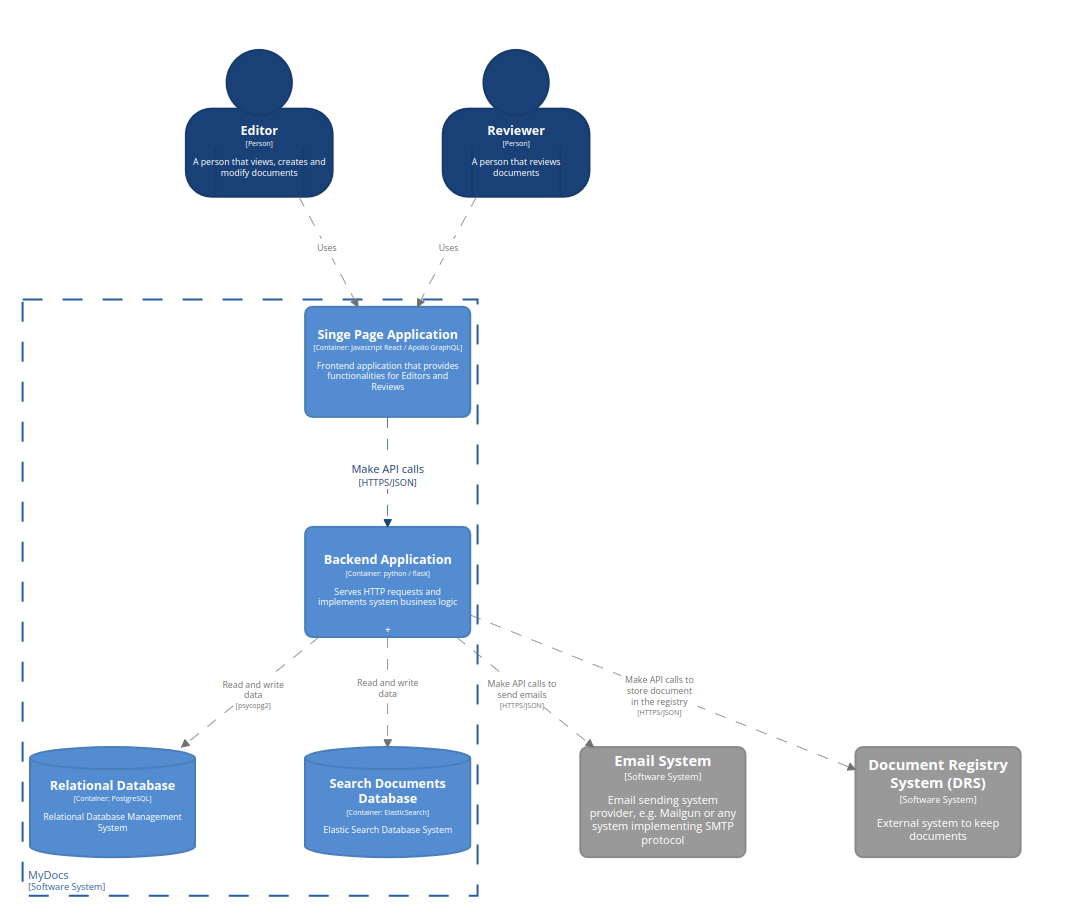 Editor
[Person]
A person that views, creates and
modify documents
Reviewer
[Person]
A person that reviews
documents
Uses
Uses
Singe Page Application
[Container: Javascript React / Apollo GraphQL]
Frontend application that provides
functionalities for Editors and
Reviews
Make API calls
[HTTPS/JSON]
Backend Application
[Container: python / flask]
Serves HTTP requests and
implements system business logic
+
Read and write
data
[psycopg2]
Read and write
data
Make API calls to
send emails
[HTTPS/JSON]
Make API calls to
store document
in the registry
[HTTPS/JSON]
Relational Database
[Container: PostgreSQL]
Relational Database Management
System
Search Documents
Database
[Container: ElasticSearch]
Elastic Search Database System
Email System
[Software System]
Email sending system
provider, e.g. Mailgun or any
system implementing SMTP
protocol
Document Registry
System (DRS)
[Software System]
External system to keep
documents
MyDocs
[Software System]